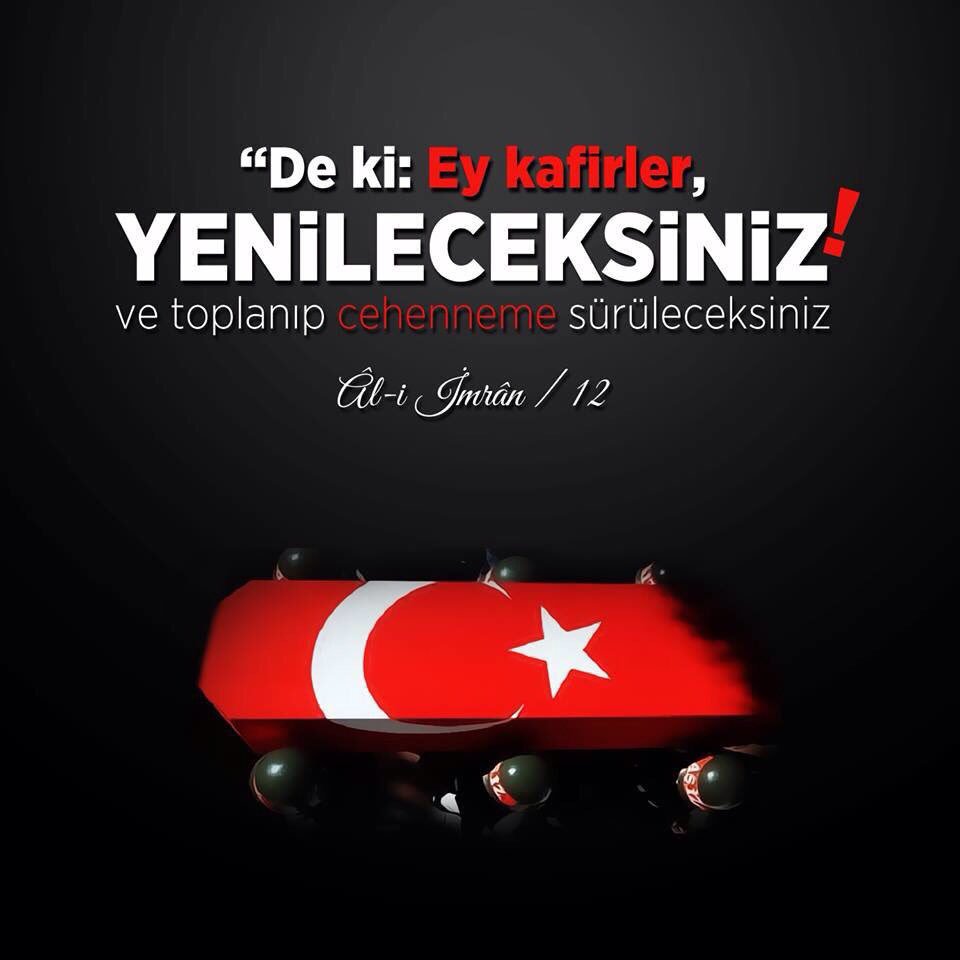 “De ki: Ey kafirler,
YENİLECEKSİNİZ!
ve toplanıp cehenneme sürüleceksiniz
Âl-i İmrân / 12